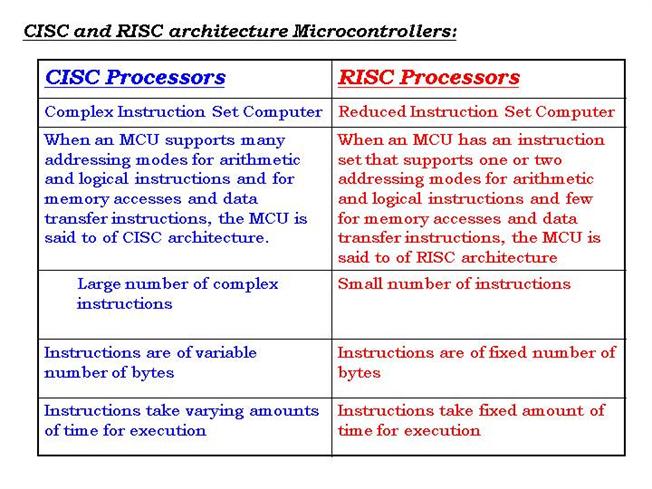 CISC and RISC architecture Microcontrollers:
CISC Processors
RISC Processors
Complex Instruction Set Computer
Reduced Instruction Set Computer
When an MCU supports many
addressing modes for arithmetic
and logical instructions and for
memory accesses and data
transfer instructions, the MCU is
said to of CISC architecture.
When an MCU has an instruction
set that supports one or two
addressing modes for arithmetic
and logical instructions and few
for memory accesses and data
transfer instructions, the MCU is
said to of RISC architecture
Large number of complex
instructions
Small number of instructions
Instructions are of variable
number of bytes
Instructions are of fixed number of
bytes
Instructions take varying amounts
of time for execution
Instructions take fixed amount of
time for execution